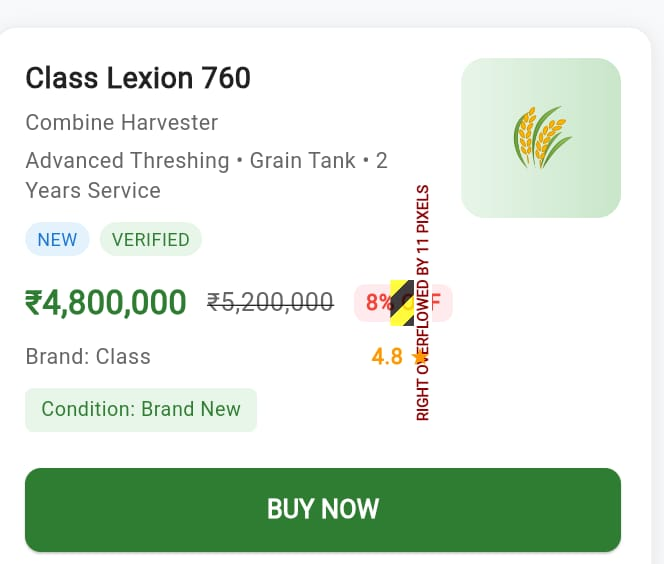 Class Lexion 760
Combine Harvester
Advanced Threshing • Grain Tank • 2
Years Service
NEW VERIFIED
₹4,800,000 ₹5,200,000 8%
Brand: Class 4.8 ★
Condition: Brand New
RIGHT OVERFLOWED BY 11 PIXELS
BUY NOW